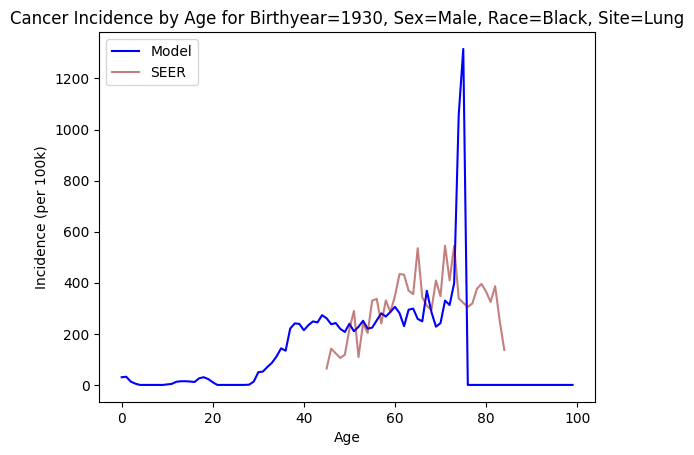 Cancer Incidence by Age for Birthyear=1930, Sex=Male, Race=Black, Site=Lung
Model
SEER
Incidence (per 100k)
1200
1000
800
600
400
200
0
0 20 40 60 80 100
Age